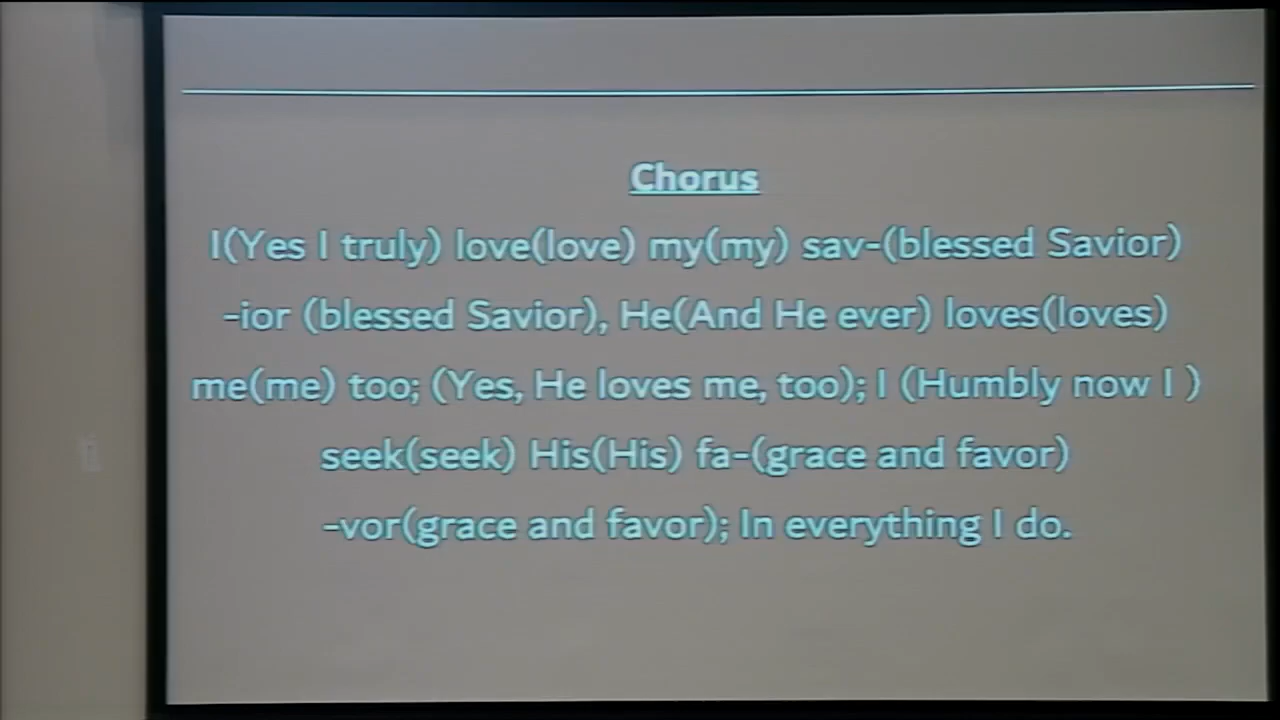 Chorus
I(Yes I truly) love(love) my(my) sav-(blessed Savior)
-ior (blessed Savior), He(And He ever) loves(loves)
me(me) too; (Yes, He loves me, too); I (Humbly now I )
seek(seek) His(His) fa-(grace and favor)
-vor(grace and favor); In everything I do.